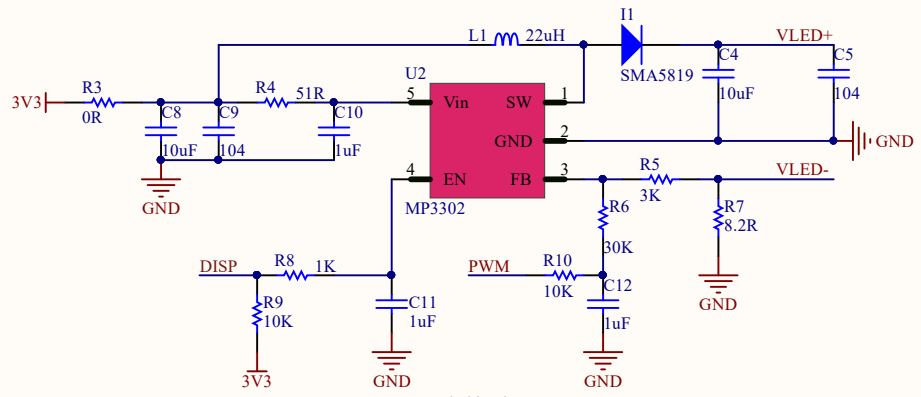 I1
L1 22uH VLED+
U2 C4 C5
SMA5819
R3 R4 51R 5 Vin SW 1
3V3
0R C8 C9 C10 10uF 104
10uF 104 1uF GND 2 GND
4 EN FB 3 R5 VLED-
GND MP3302 3K
R6 R7
8.2R
30K
DISP R8 1K PWM R10
10K C12 GND
R9 C11
10K 1uF 1uF
3V3 GND GND